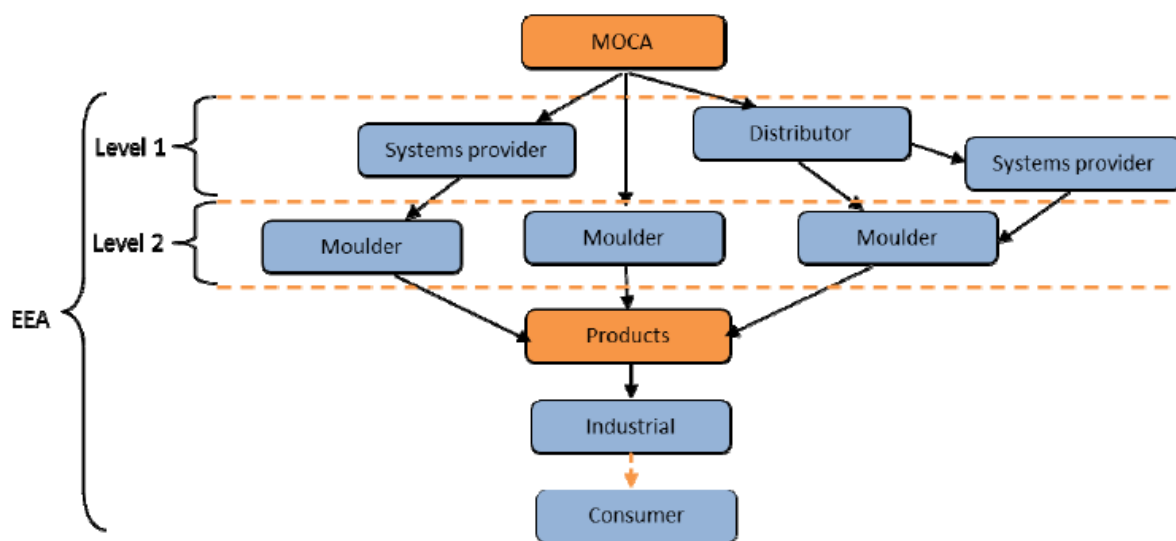 MOCA
Level 1
Systems provider
Distributor
Systems provider
Level 2
Moulder
Moulder
Moulder
EEA
Products
Industrial
Consumer